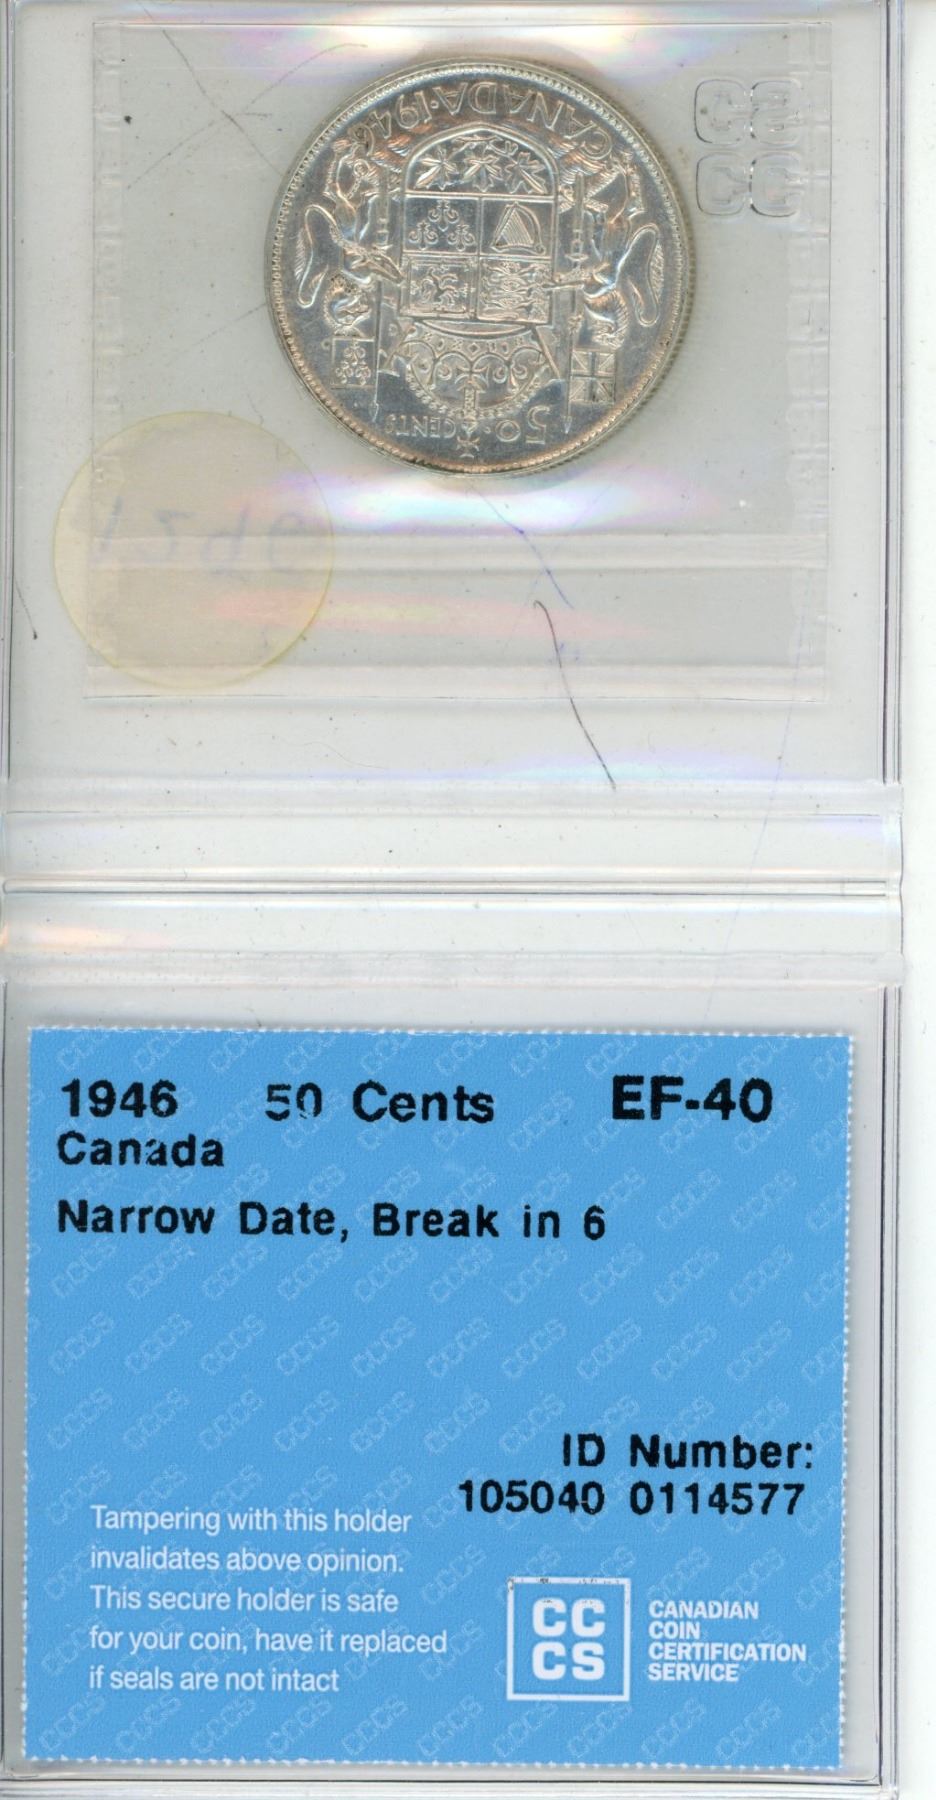 CANADA·1946
50·CENTS
CCCS
1246
1946 50 Cents EF-40
Canada
Narrow Date, Break in 6
ID Number:
105040 0114577
Tampering with this holder
invalidates above opinion.
This secure holder is safe
for your coin, have it replaced
if seals are not intact
CC
CS
CANADIAN
COIN
CERTIFICATION
SERVICE